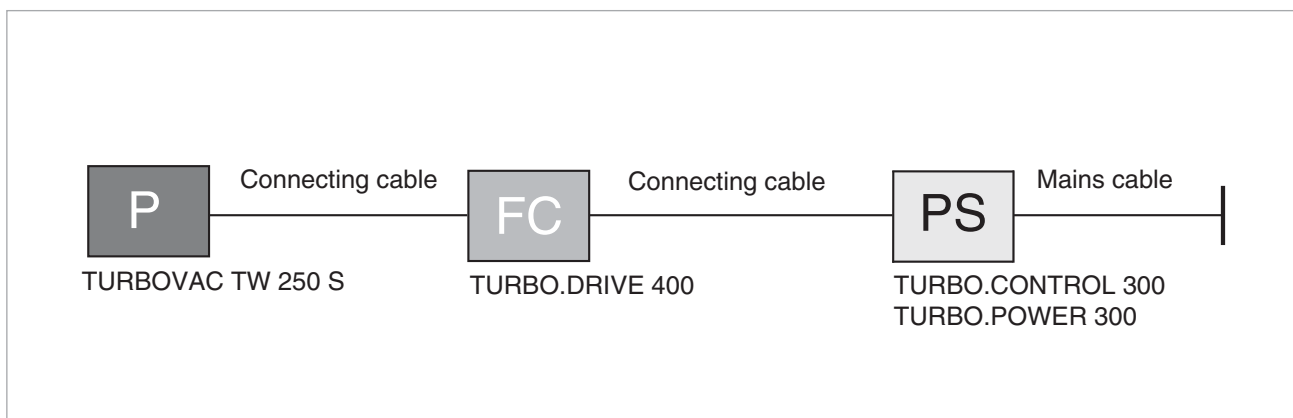 Connecting cable
Connecting cable
Mains cable
P
FC
PS
TURBOVAC TW 250 S
TURBO.DRIVE 400
TURBO.CONTROL 300
TURBO.POWER 300